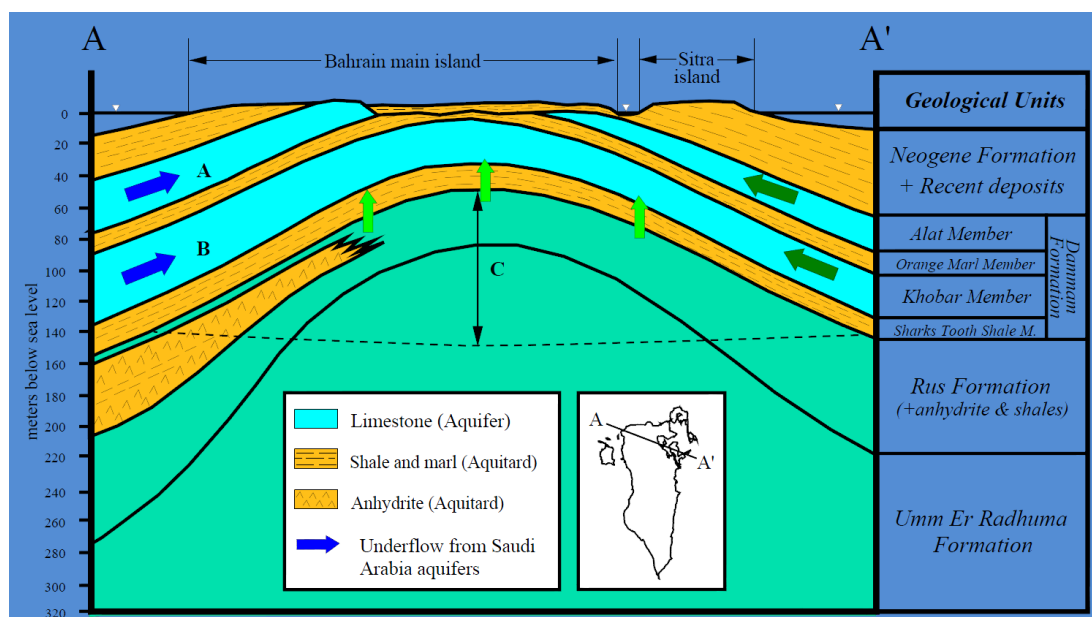 A
A'
Bahrain main island
Sitra
island
meters below sea level
0
20
40
60
80
100
120
140
160
180
200
220
240
260
280
300
320
A
B
C
Geological Units
Neogene Formation
+ Recent deposits
Alat Member
Orange Marl Member
Khobar Member
Sharks Tooth Shale M.
Dammam
Formation
Rus Formation
(+anhydrite & shales)
Umm Er Radhuma
Formation
Limestone (Aquifer)
Shale and marl (Aquitard)
Anhydrite (Aquitard)
Underflow from Saudi
Arabia aquifers
A
A'